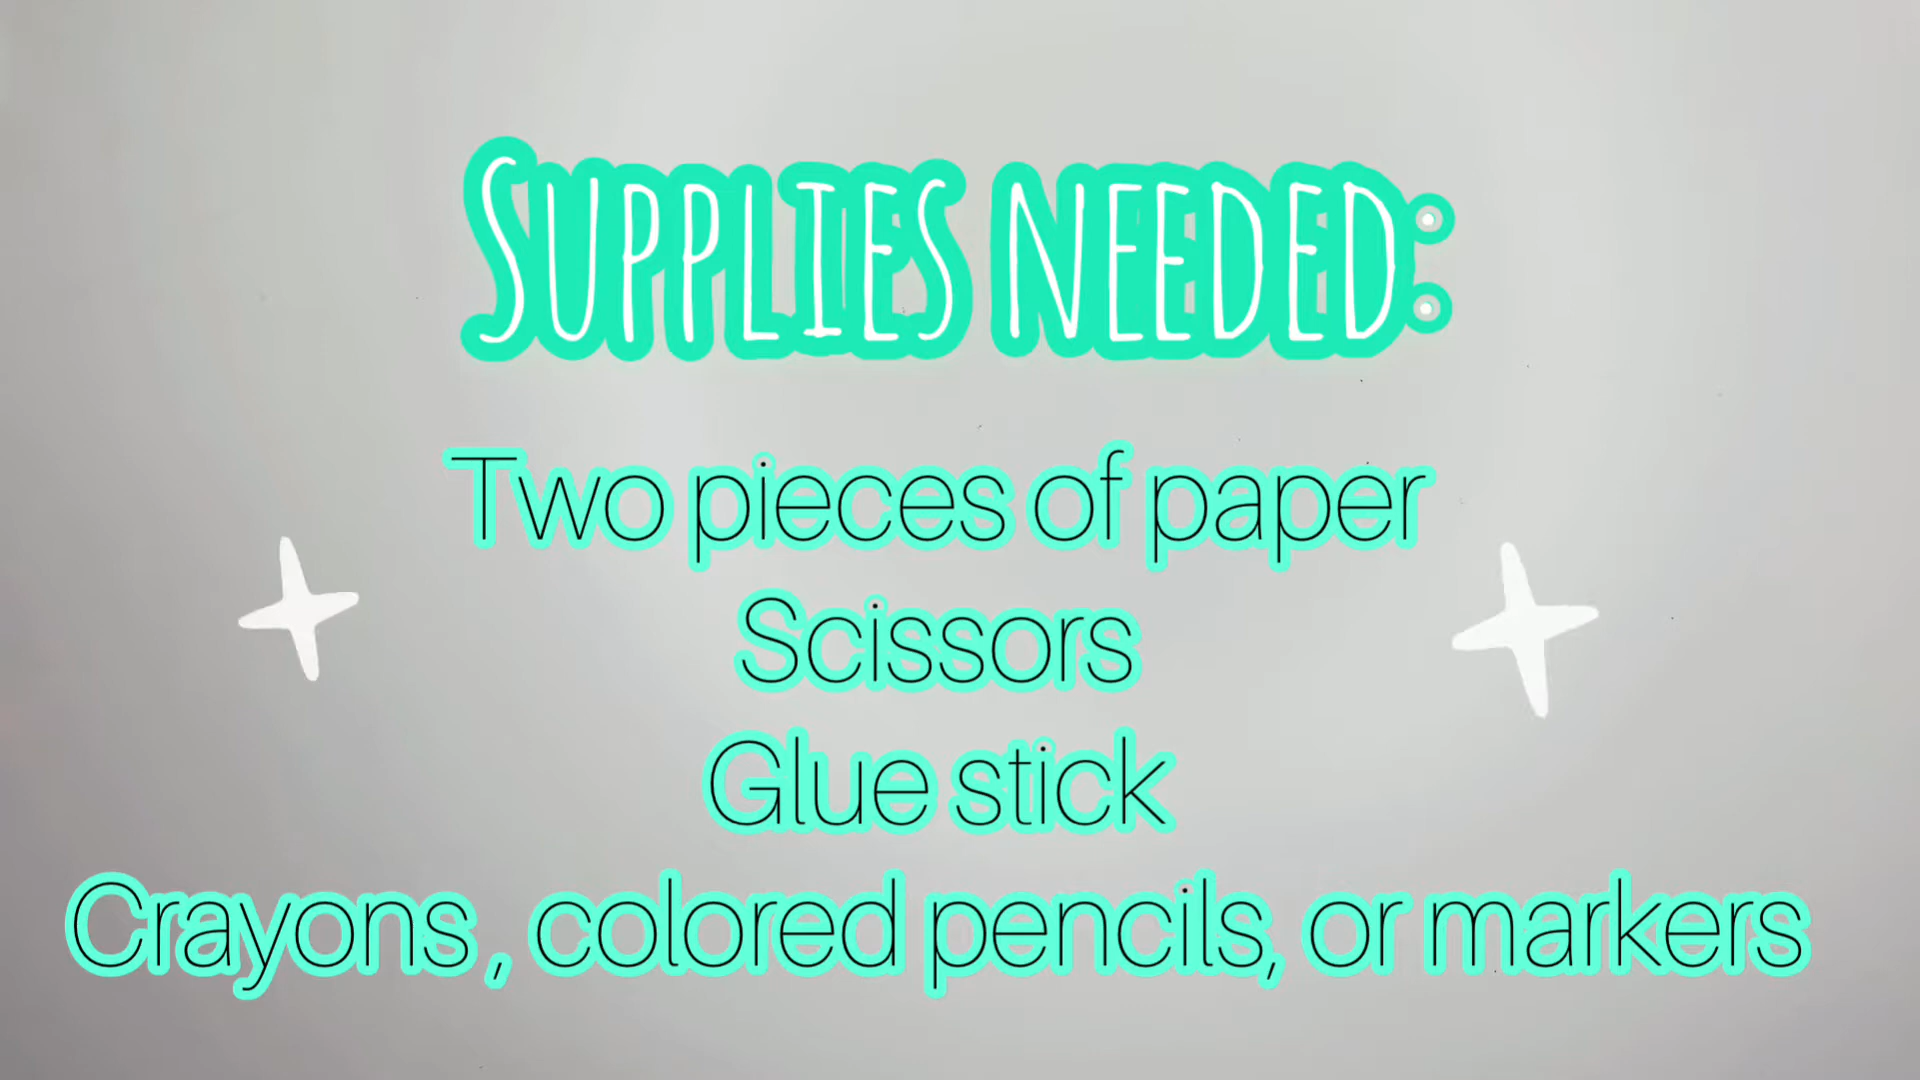 SUPPLIES NEEDED:
Two pieces of paper
Scissors
Glue stick
Crayons , colored pencils, or markers